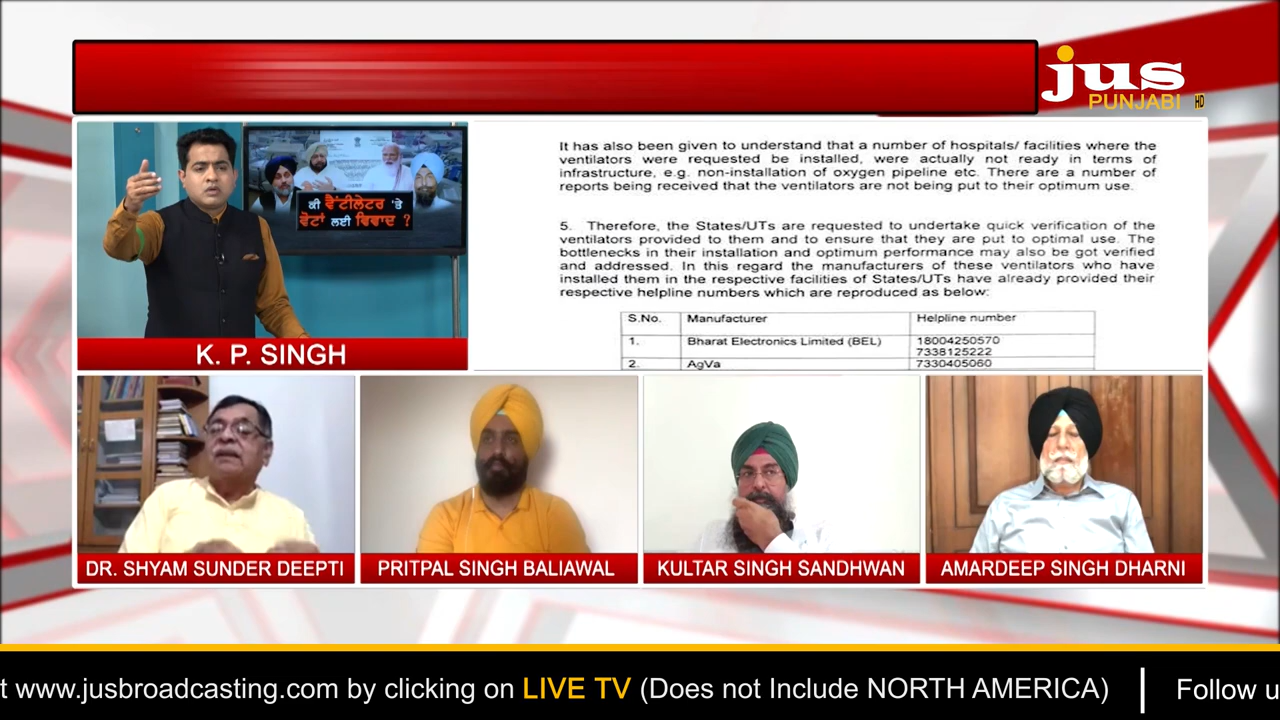 jus
PUNJABI HD
ਕੀ ਵੈਂਟੀਲੇਟਰ 'ਤੇ
ਵੋਟਾਂ ਲਈ ਵਿਵਾਦ ?
K. P. SINGH
It has also been given to understand that a number of hospitals/ facilities where the
ventilators were requested be installed, were actually not ready in terms of
infrastructure, e.g. non-installation of oxygen pipeline etc. There are a number of
reports being received that the ventilators are not being put to their optimum use.
5. Therefore, the States/UTs are requested to undertake quick verification of the
ventilators provided to them and to ensure that they are put to optimal use. The
bottlenecks in their installation and optimum performance may also be got verified
and addressed. In this regard the manufacturers of these ventilators who have
installed them in the respective facilities of States/UTs have already provided their
respective helpline numbers which are reproduced as below:
S.No. Manufacturer Helpline number
1. Bharat Electronics Limited (BEL) 18004250570
7338125222
2. AgVa 7330405060
DR. SHYAM SUNDER DEEPTI
PRITPAL SINGH BALIAWAL
KULTAR SINGH SANDHWAN
AMARDEEP SINGH DHARNI
t www.jusbroadcasting.com by clicking on LIVE TV (Does not Include NORTH AMERICA) Follow u